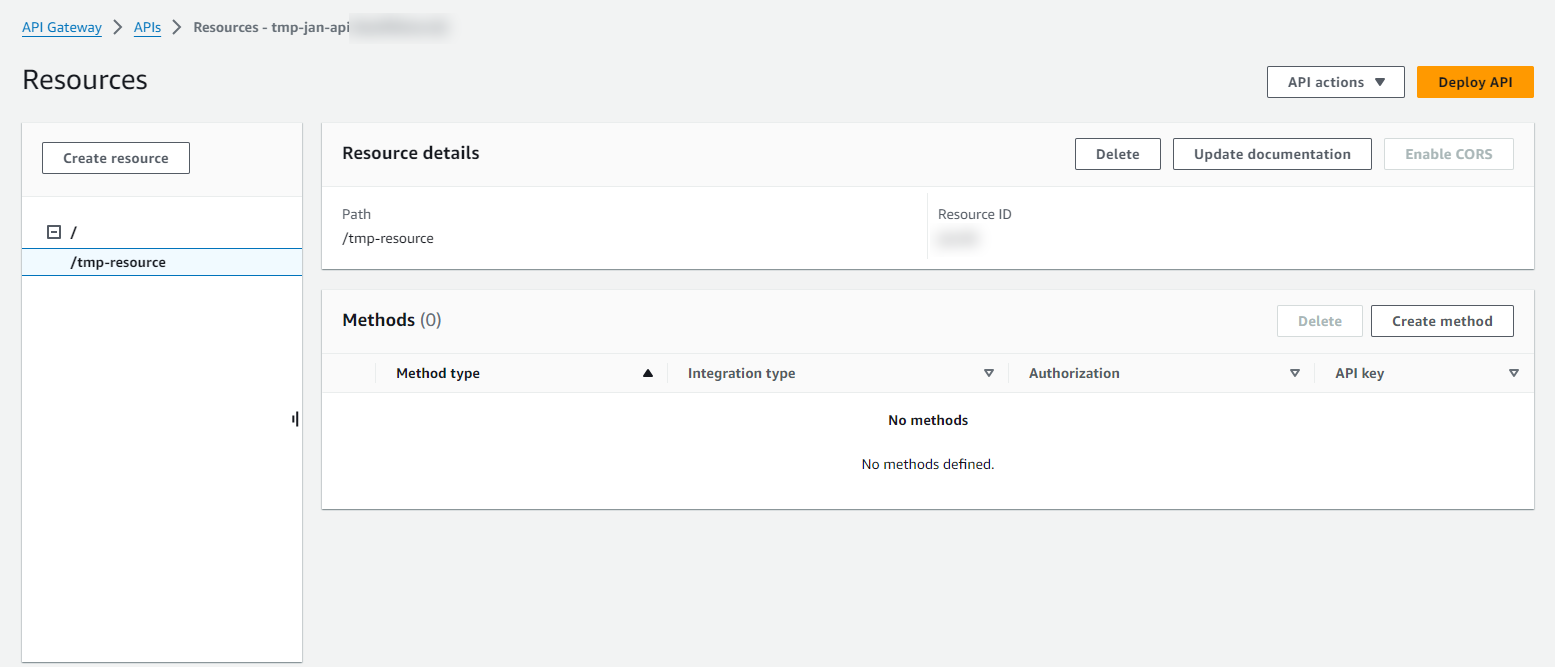 API Gateway > APIs > Resources - tmp-jan-api
Resources
API actions
Deploy API
Create resource
/
/tmp-resource
Resource details
Delete
Update documentation
Enable CORS
Path
/tmp-resource
Resource ID
Methods (0)
Delete
Create method
Method type
Integration type
Authorization
API key
No methods
No methods defined.